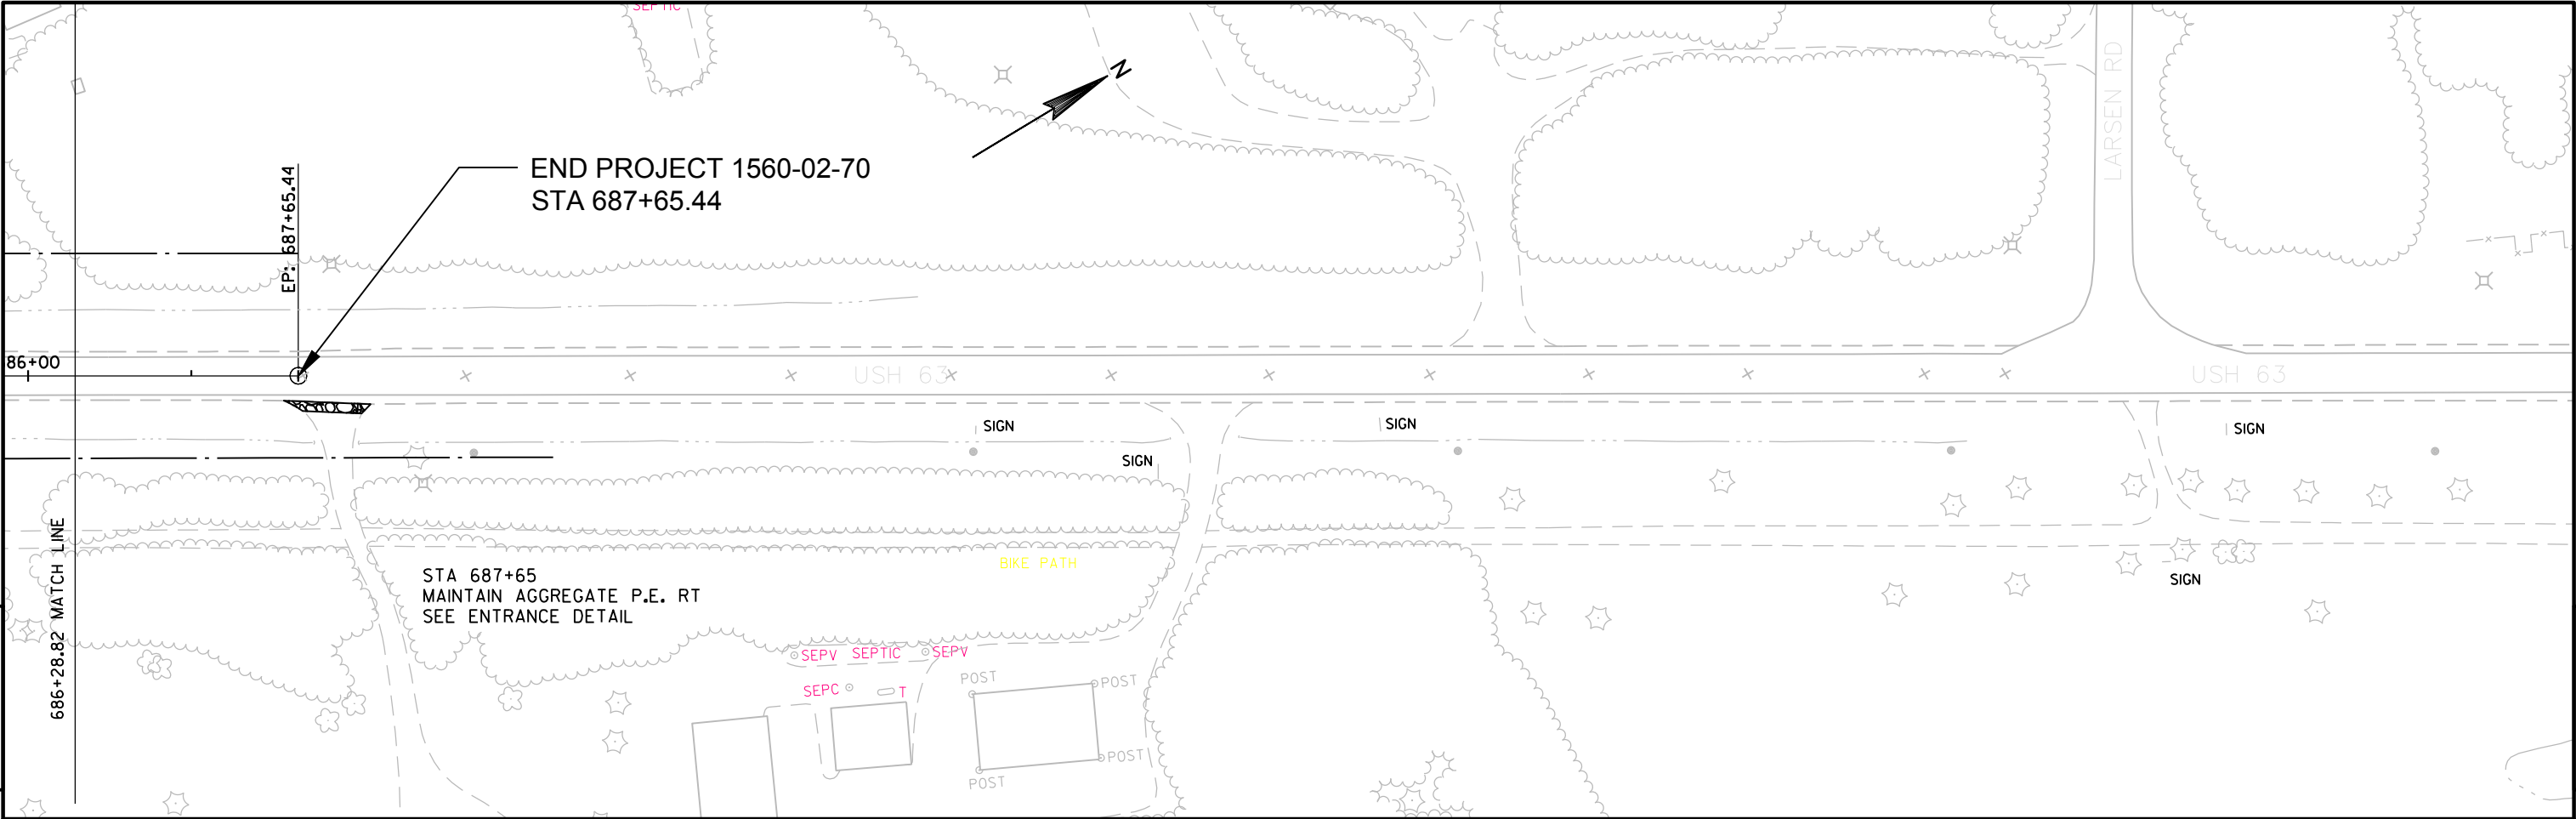 SEPTIC
N
LARSEN RD
END PROJECT 1560-02-70
STA 687+65.44
EP: 687+65.44
86+00
USH 63
USH 63
SIGN
SIGN
SIGN
SIGN
SIGN
686+28.82 MATCH LINE
BIKE PATH
STA 687+65
MAINTAIN AGGREGATE P.E. RT
SEE ENTRANCE DETAIL
SEPV
SEPTIC
SEPV
SEPC
T
POST
POST
POST
POST